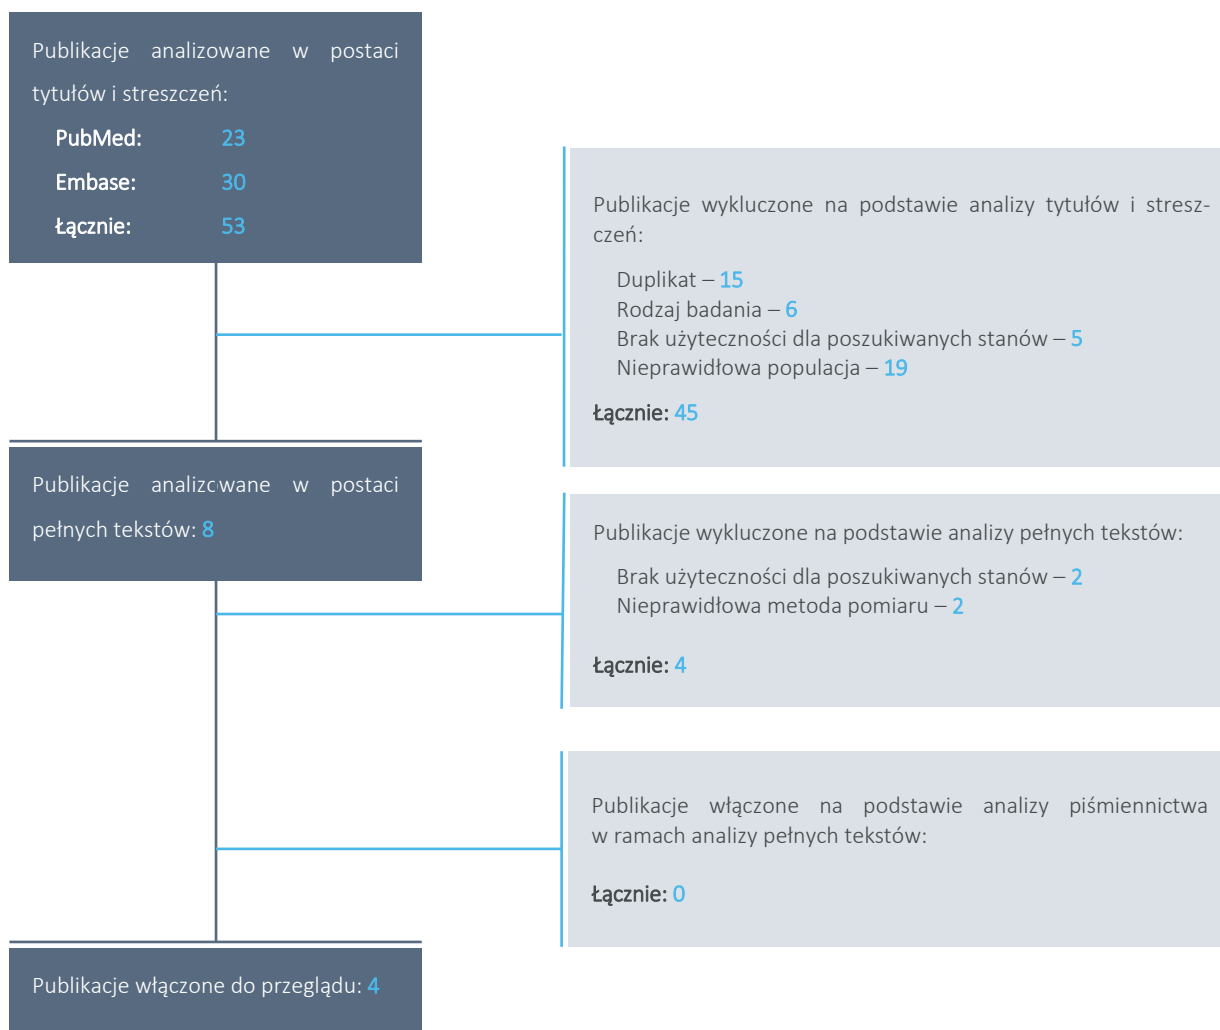 Publikacje analizowane w postaci
tytułów i streszczeń:
PubMed: 23
Embase: 30
Łącznie: 53
Publikacje wykluczone na podstawie analizy tytułów i stresz-
czeń:
Duplikat – 15
Rodzaj badania – 6
Brak użyteczności dla poszukiwanych stanów – 5
Nieprawidłowa populacja – 19
Łącznie: 45
Publikacje analizowane w postaci
pełnych tekstów: 8
Publikacje wykluczone na podstawie analizy pełnych tekstów:
Brak użyteczności dla poszukiwanych stanów – 2
Nieprawidłowa metoda pomiaru – 2
Łącznie: 4
Publikacje włączone na podstawie analizy piśmiennictwa
w ramach analizy pełnych tekstów:
Łącznie: 0
Publikacje włączone do przeglądu: 4